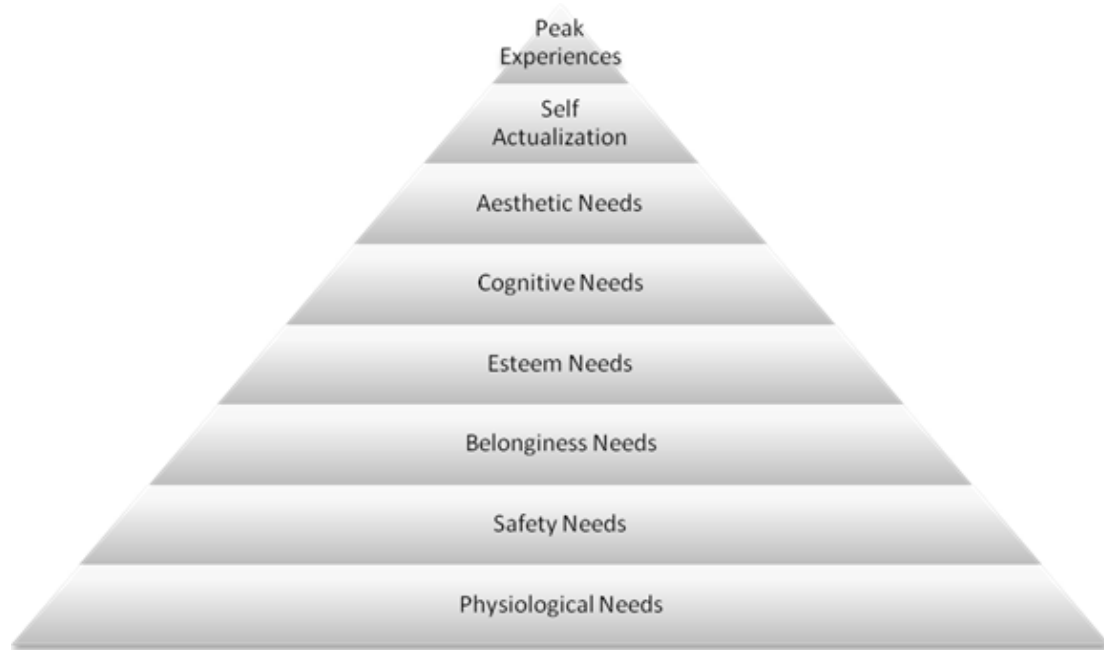 Peak
Experiences
Self
Actualization
Aesthetic Needs
Cognitive Needs
Esteem Needs
Belonginess Needs
Safety Needs
Physiological Needs